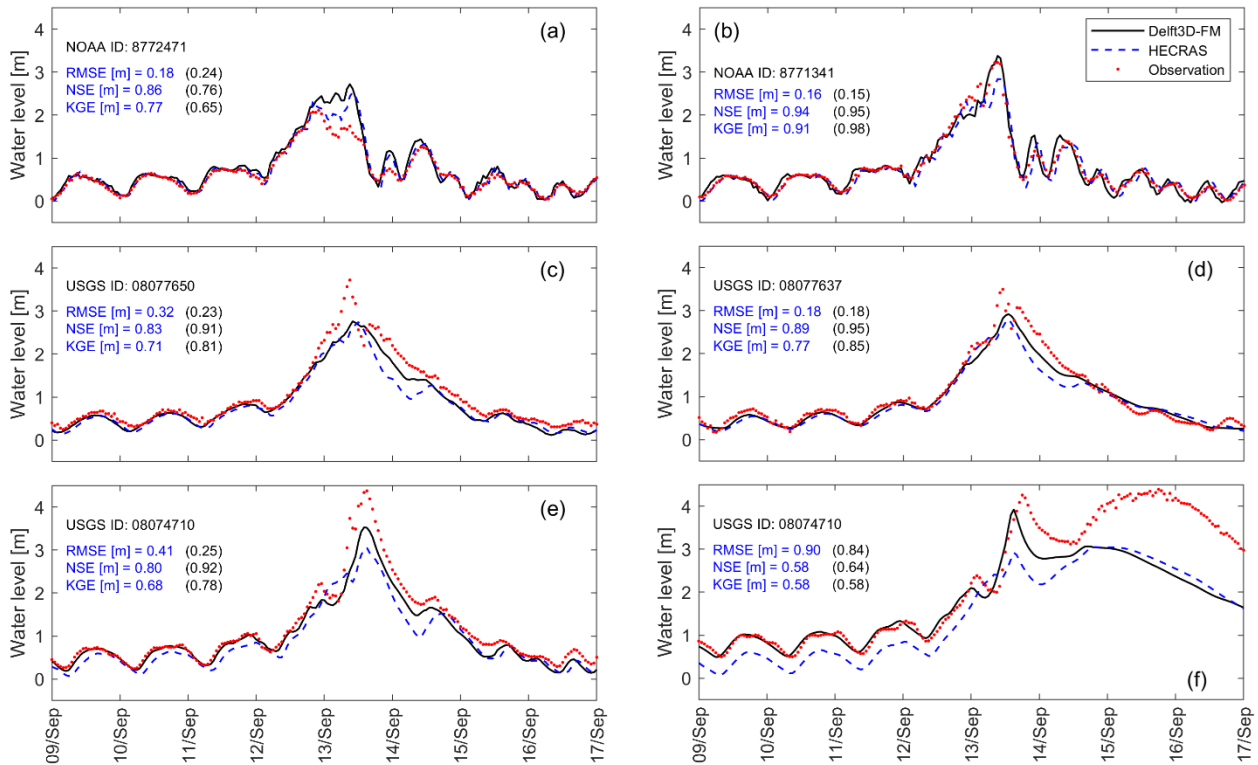 (a)
NOAA ID: 8772471
RMSE [m] = 0.18 (0.24)
NSE [m] = 0.86 (0.76)
KGE [m] = 0.77 (0.65)
Water level [m]
4
3
2
1
0
(b)
Delft3D-FM
HECRAS
Observation
NOAA ID: 8771341
RMSE [m] = 0.16 (0.15)
NSE [m] = 0.94 (0.95)
KGE [m] = 0.91 (0.98)
Water level [m]
4
3
2
1
0
(c)
USGS ID: 08077650
RMSE [m] = 0.32 (0.23)
NSE [m] = 0.83 (0.91)
KGE [m] = 0.71 (0.81)
Water level [m]
4
3
2
1
0
(d)
USGS ID: 08077637
RMSE [m] = 0.18 (0.18)
NSE [m] = 0.89 (0.95)
KGE [m] = 0.77 (0.85)
Water level [m]
4
3
2
1
0
(e)
USGS ID: 08074710
RMSE [m] = 0.41 (0.25)
NSE [m] = 0.80 (0.92)
KGE [m] = 0.68 (0.78)
Water level [m]
4
3
2
1
0
09/Sep
10/Sep
11/Sep
12/Sep
13/Sep
14/Sep
15/Sep
16/Sep
17/Sep
USGS ID: 08074710
RMSE [m] = 0.90 (0.84)
NSE [m] = 0.58 (0.64)
KGE [m] = 0.58 (0.58)
(f)
Water level [m]
4
3
2
1
0
09/Sep
10/Sep
11/Sep
12/Sep
13/Sep
14/Sep
15/Sep
16/Sep
17/Sep